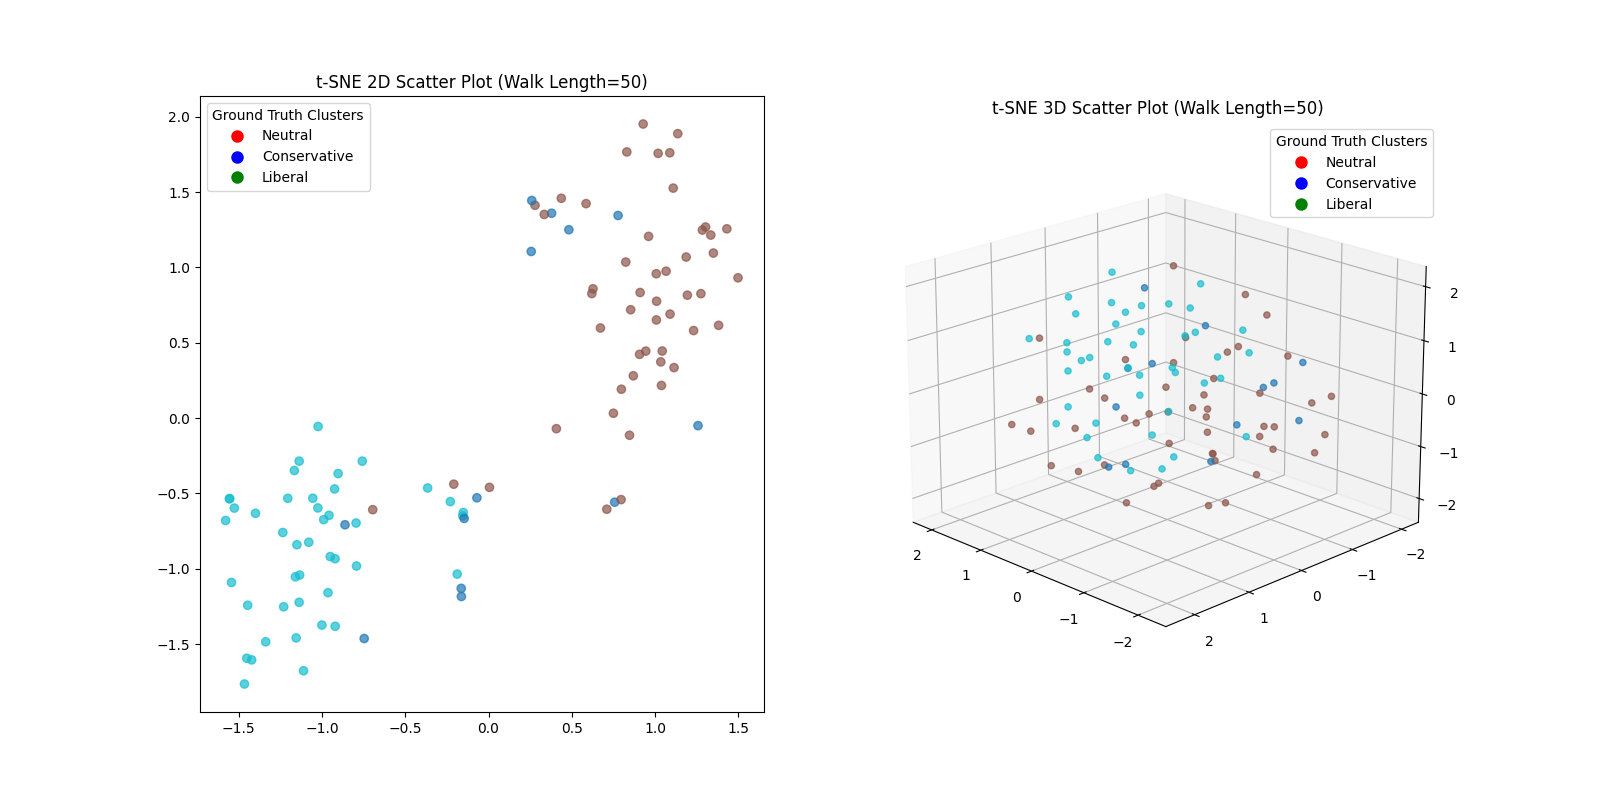 t-SNE 2D Scatter Plot (Walk Length=50)
Ground Truth Clusters
Neutral
Conservative
Liberal
2.0
1.5
1.0
0.5
0.0
−0.5
−1.0
−1.5
−1.5 −1.0 −0.5 0.0 0.5 1.0 1.5
t-SNE 3D Scatter Plot (Walk Length=50)
Ground Truth Clusters
Neutral
Conservative
Liberal
2
1
0
−1
−2
2 1 0 −1 −2
2 1 0 −1 −2